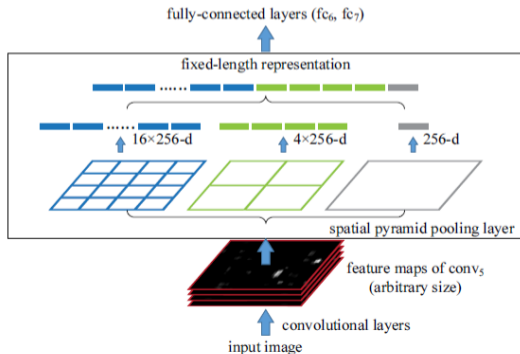 fully-connected layers (fc₆, fc₇)
fixed-length representation
......
......
16×256-d
4×256-d
256-d
spatial pyramid pooling layer
feature maps of conv₅
(arbitrary size)
convolutional layers
input image